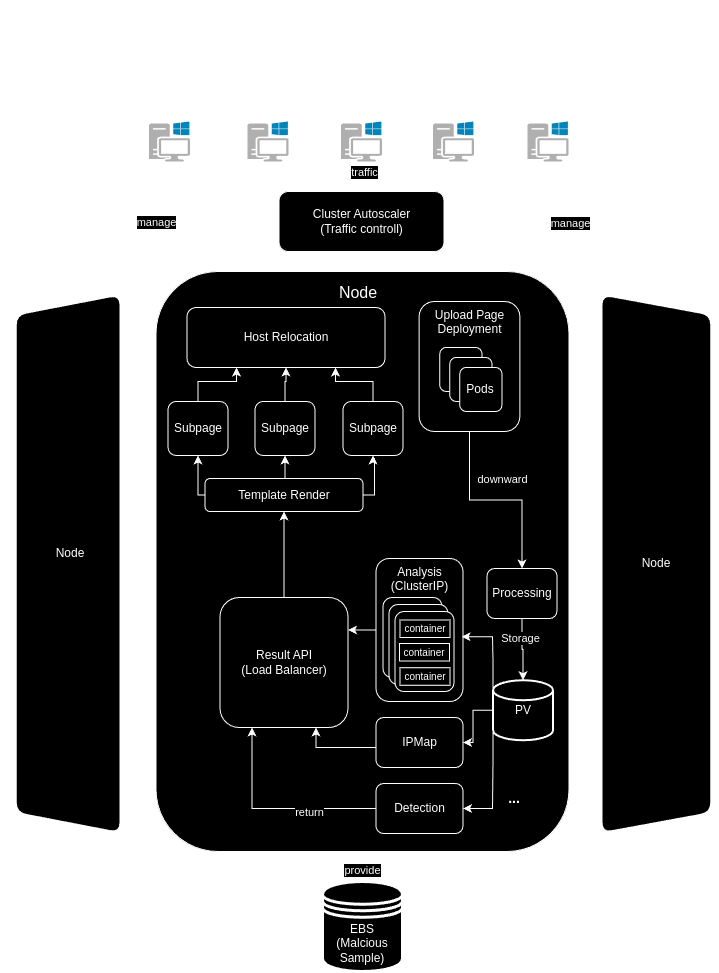 traffic
Cluster Autoscaler
(Traffic controll)
manage
manage
Node
Host Relocation
Upload Page
Deployment
Pods
Subpage
Subpage
Subpage
downward
Template Render
Node
Node
Analysis
(ClusterIP)
Processing
container
container
container
Storage
Result API
(Load Balancer)
PV
IPMap
Detection
...
return
provide
EBS
(Malcious
Sample)